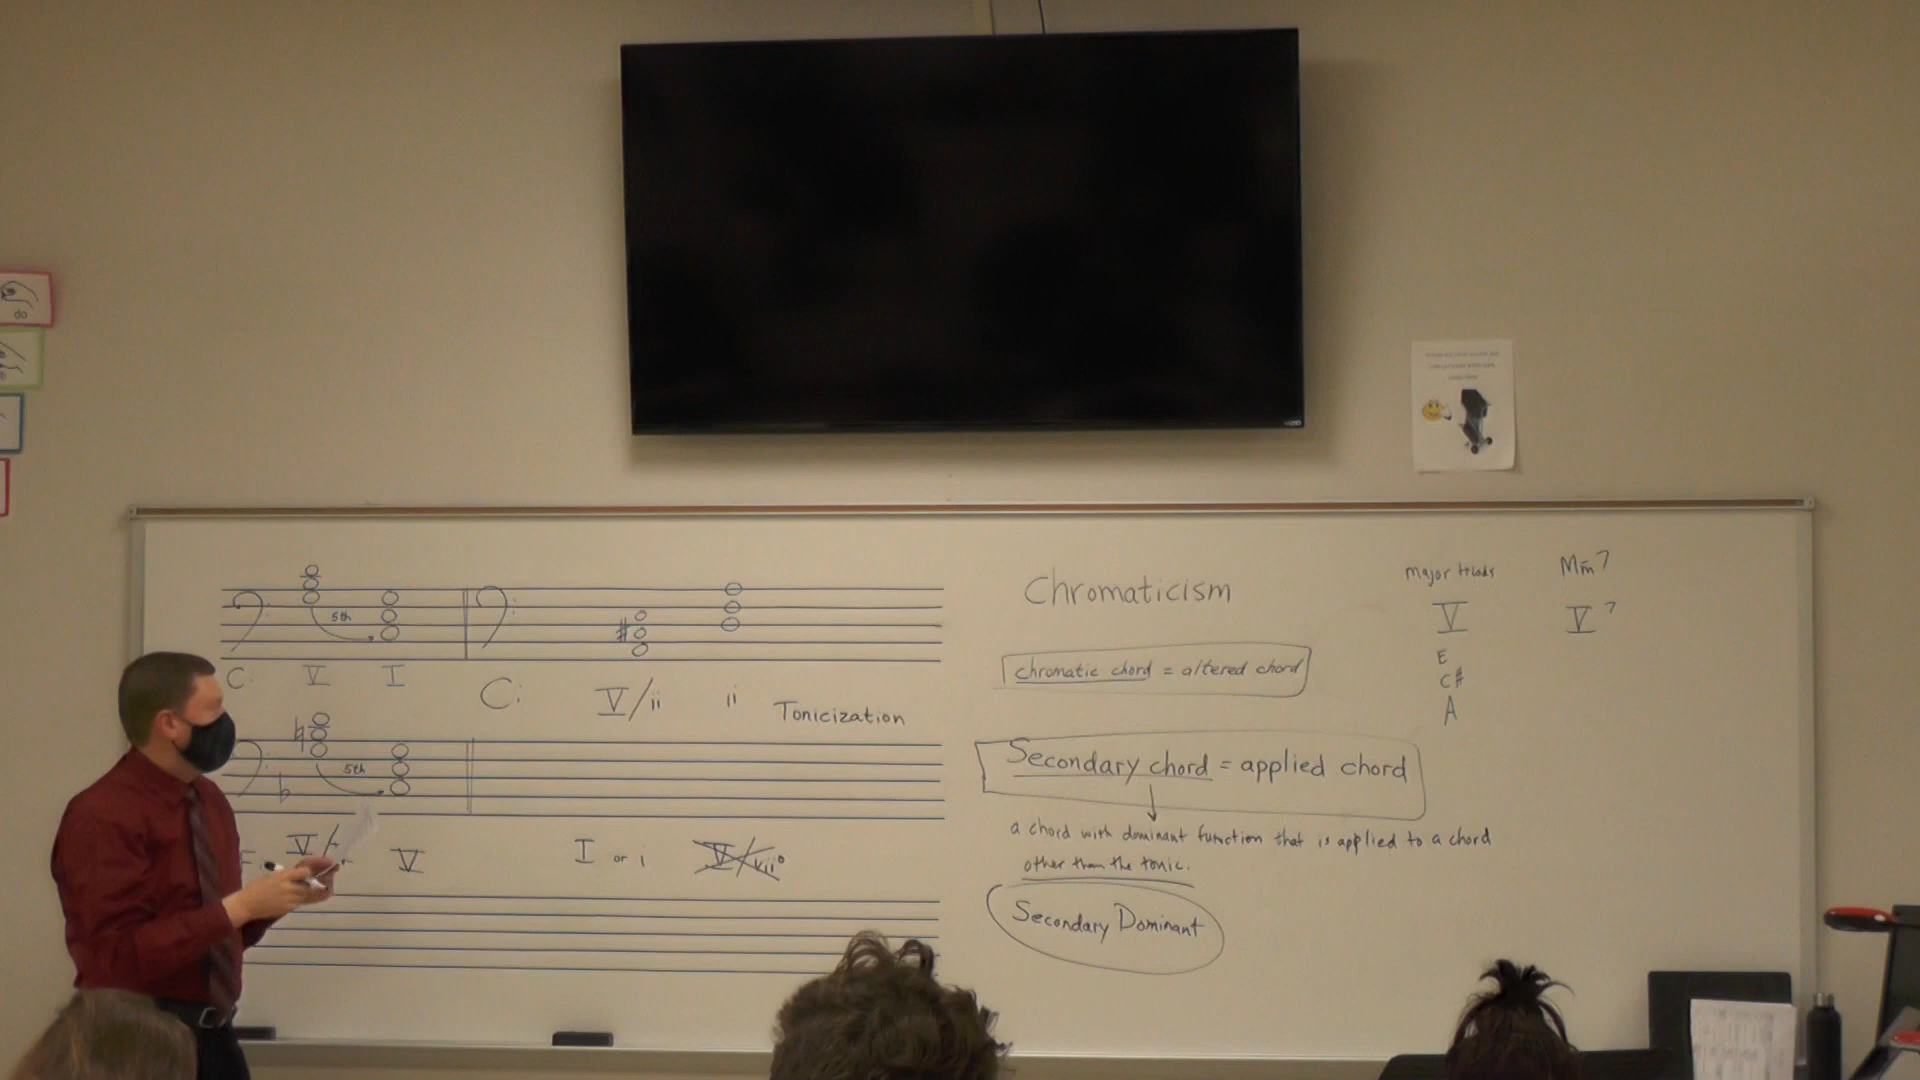 do
VIZIO
5th
C: V I
C: V/ii ii
Tonicization
5th
V/ V
I or i V/vii°
Chromaticism
chromatic chord = altered chord
Secondary chord = applied chord
a chord with dominant function that is applied to a chord
other than the tonic.
Secondary Dominant
Major triads
V
E
C#
A
Mm7
V7